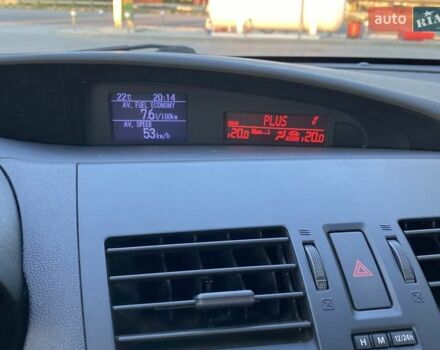 auto RIA
22℃ 20:14
AV. FUEL ECONOMY
7.6 l/100km
AV. SPEED
53 km/h
PLUS
20.0 20.0
H M 12/24h